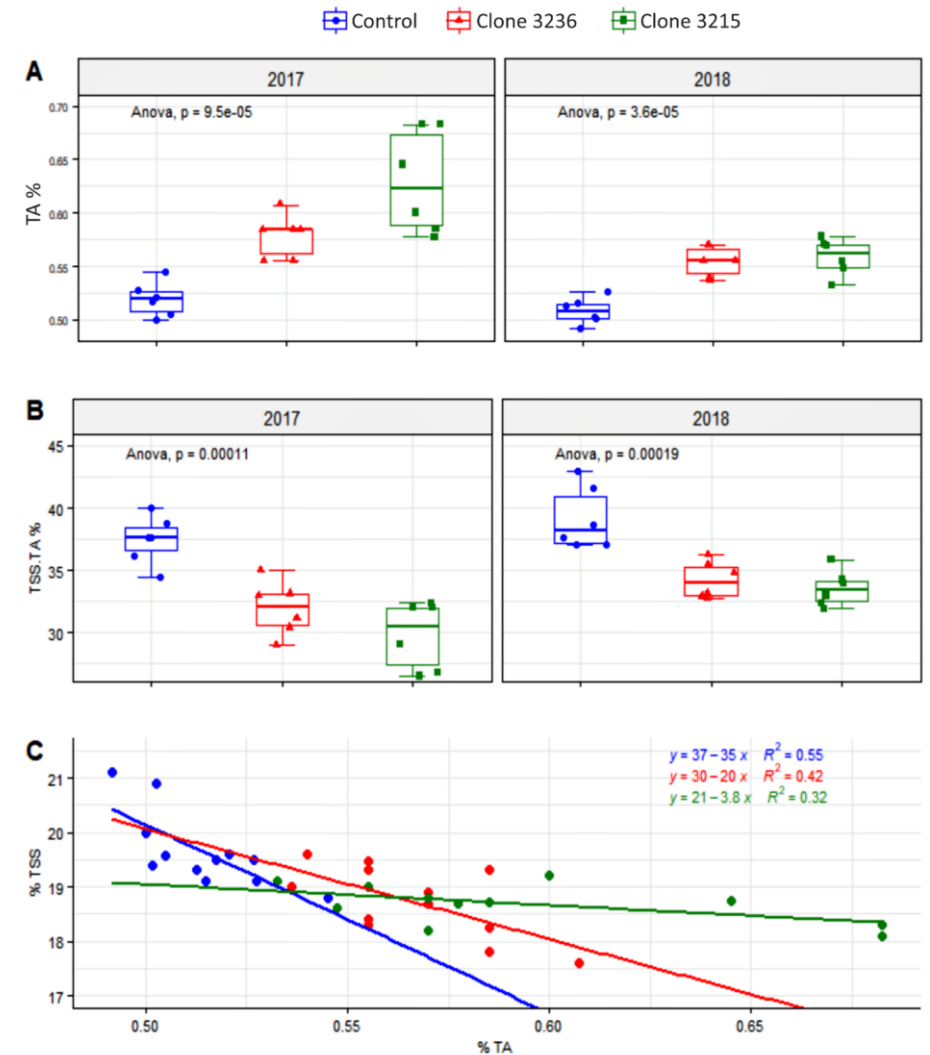 Control Clone 3236 Clone 3215
A
2017 2018
Anova, p = 9.5e-05 Anova, p = 3.6e-05
TA %
0.70
0.65
0.60
0.55
0.50
B
2017 2018
Anova, p = 0.00011 Anova, p = 0.00019
TSS.TA %
45
40
35
30
C
y = 37 − 35 x R² = 0.55
y = 30 − 20 x R² = 0.42
y = 21 − 3.8 x R² = 0.32
% TSS
21
20
19
18
17
0.50 0.55 0.60 0.65
% TA